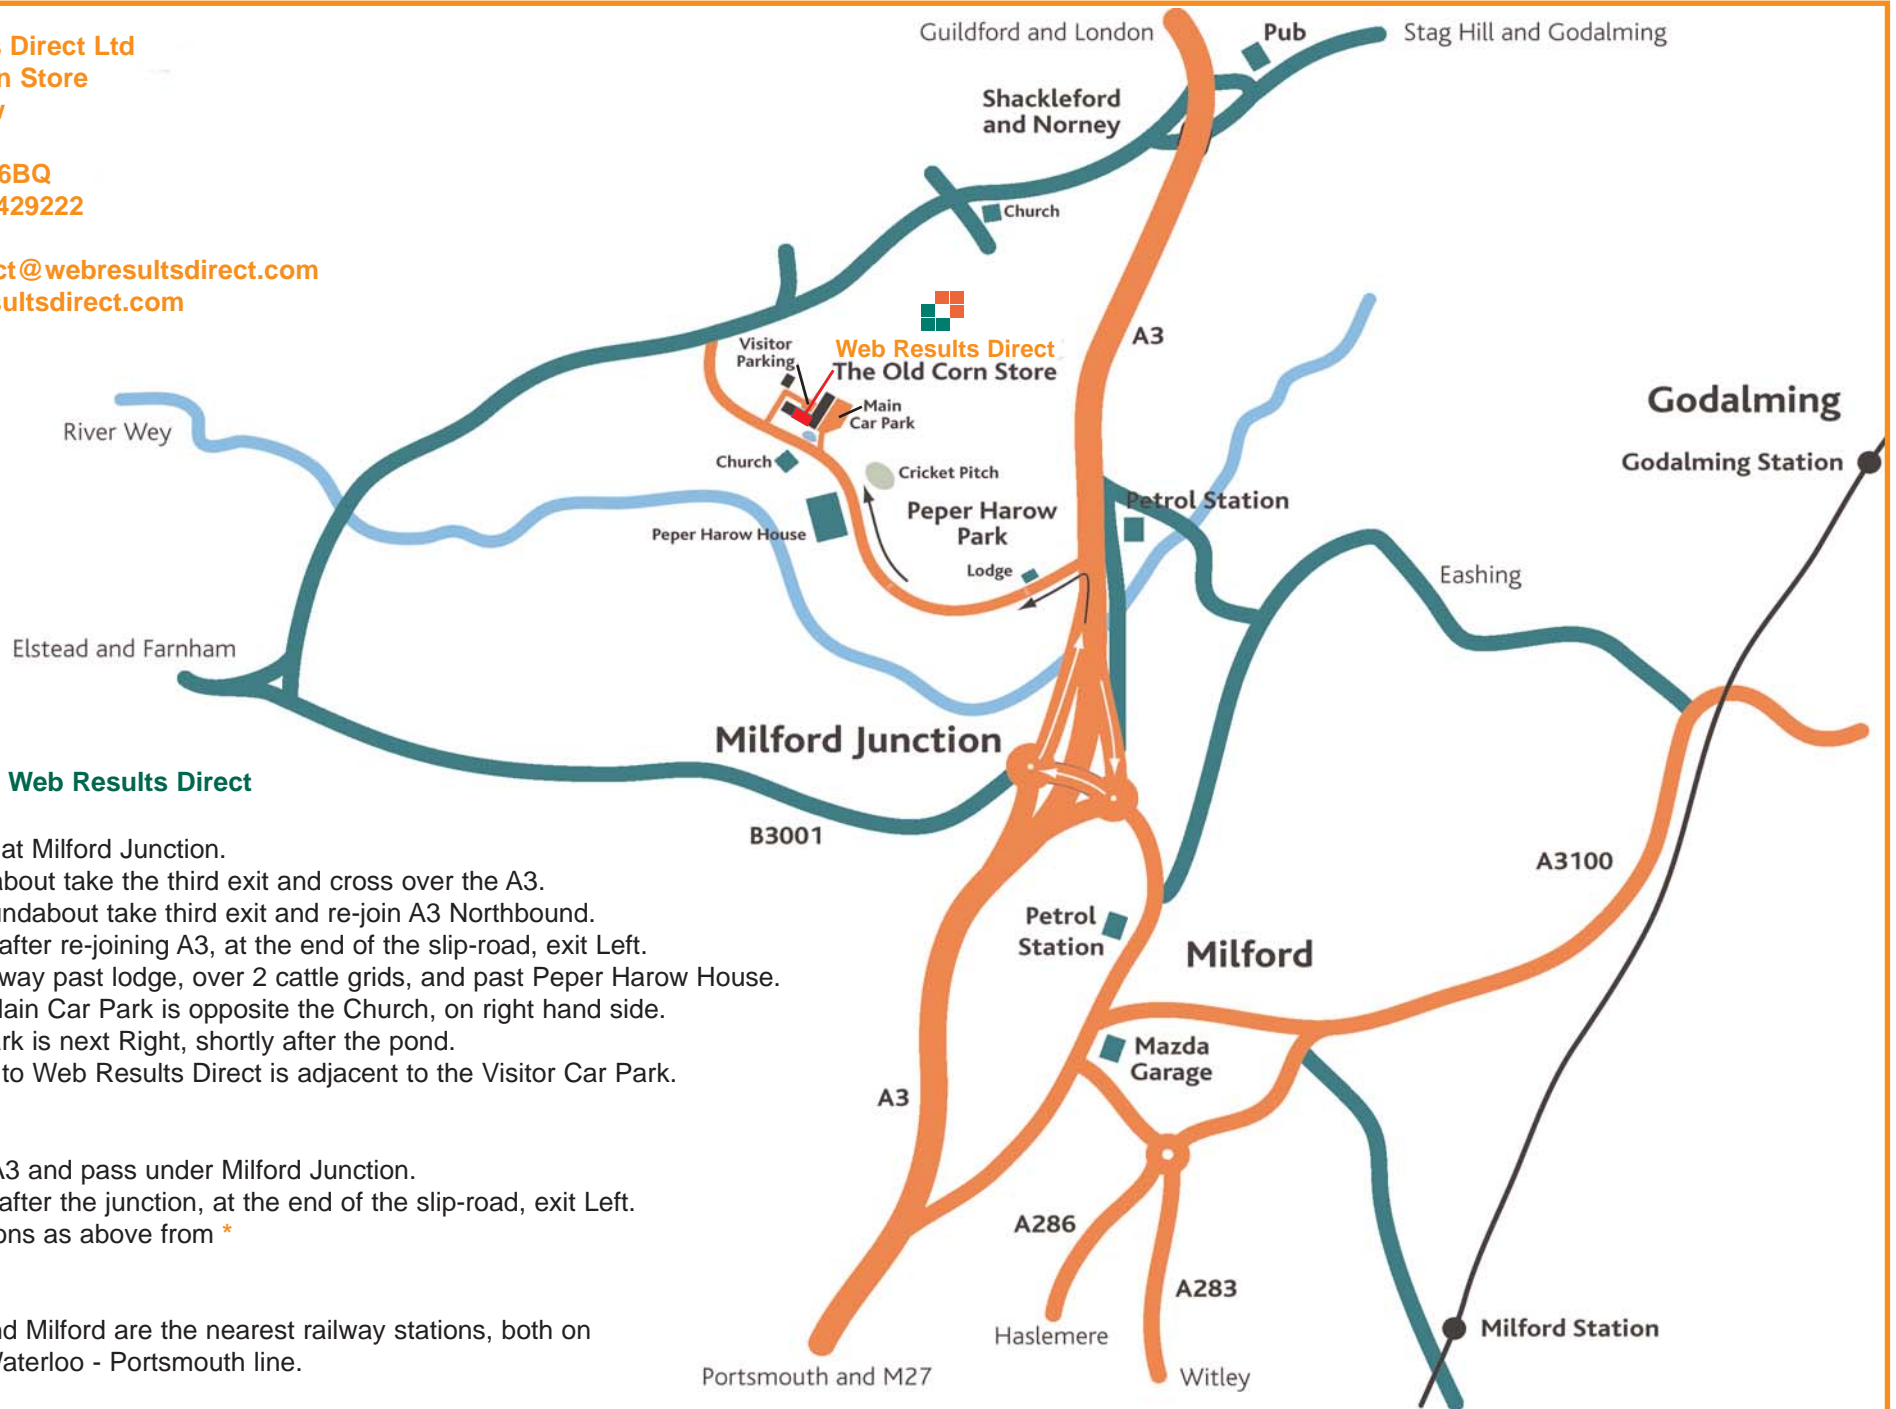 Direct Ltd
Store
6BQ
429222
ct@webresultsdirect.com
sultsdirect.com
Guildford and London
Pub
Stag Hill and Godalming
Shackleford
and Norney
Church
A3
Web Results Direct
The Old Corn Store
Visitor
Parking
Main
Car Park
Church
Cricket Pitch
Peper Harow
Park
Peper Harow House
Lodge
Petrol Station
River Wey
Godalming
Godalming Station
Eashing
Elstead and Farnham
Milford Junction
B3001
A3100
Petrol
Station
Milford
Mazda
Garage
A3
A286
A283
Haslemere
Witley
Milford Station
Portsmouth and M27
Web Results Direct
at Milford Junction.
about take the third exit and cross over the A3.
undabout take third exit and re-join A3 Northbound.
after re-joining A3, at the end of the slip-road, exit Left.
way past lodge, over 2 cattle grids, and past Peper Harow House.
Main Car Park is opposite the Church, on right hand side.
rk is next Right, shortly after the pond.
to Web Results Direct is adjacent to the Visitor Car Park.
A3 and pass under Milford Junction.
after the junction, at the end of the slip-road, exit Left.
ons as above from *
nd Milford are the nearest railway stations, both on
Waterloo - Portsmouth line.